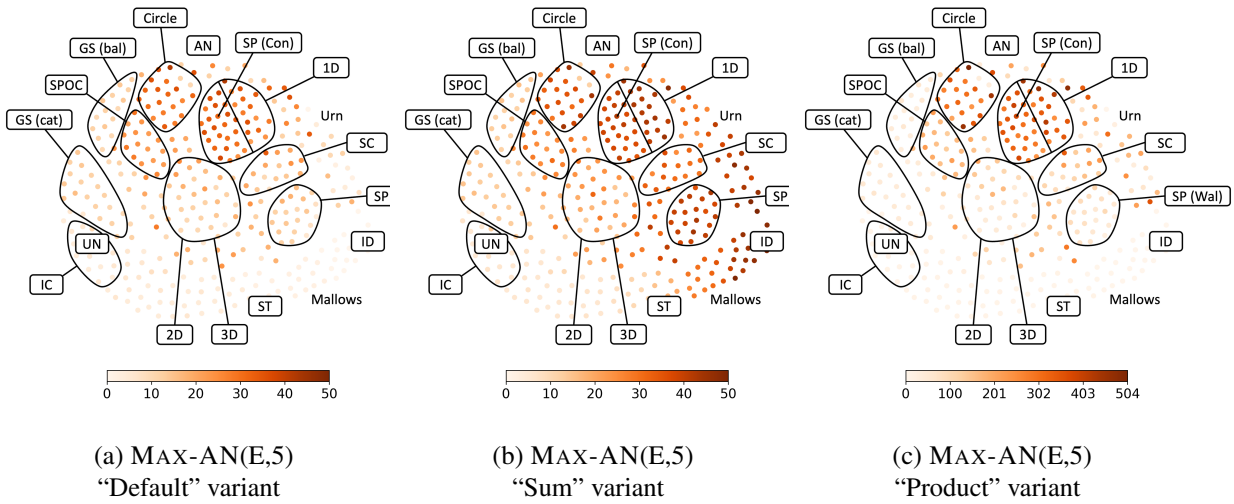 Circle
AN
SP (Con)
GS (bal)
1D
SPOC
Urn
GS (cat)
SC
SP
UN
ID
IC
Mallows
ST
2D
3D
0 10 20 30 40 50
(a) MAX-AN(E,5)
"Default" variant
Circle
AN
SP (Con)
GS (bal)
1D
SPOC
Urn
GS (cat)
SC
SP
UN
ID
IC
Mallows
ST
2D
3D
0 10 20 30 40 50
(b) MAX-AN(E,5)
"Sum" variant
Circle
AN
SP (Con)
GS (bal)
1D
SPOC
Urn
GS (cat)
SC
SP (Wal)
UN
ID
IC
Mallows
ST
2D
3D
0 100 201 302 403 504
(c) MAX-AN(E,5)
"Product" variant